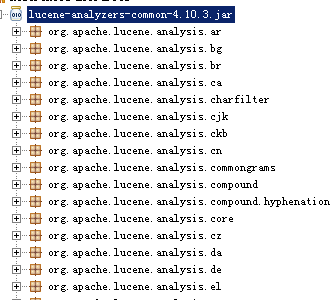 lucene-analyzers-common-4.10.3.jar
org.apache.lucene.analysis.ar
org.apache.lucene.analysis.bg
org.apache.lucene.analysis.br
org.apache.lucene.analysis.ca
org.apache.lucene.analysis.charfilter
org.apache.lucene.analysis.cjk
org.apache.lucene.analysis.ckb
org.apache.lucene.analysis.cn
org.apache.lucene.analysis.commongrams
org.apache.lucene.analysis.compound
org.apache.lucene.analysis.compound.hyphenation
org.apache.lucene.analysis.core
org.apache.lucene.analysis.cz
org.apache.lucene.analysis.da
org.apache.lucene.analysis.de
org.apache.lucene.analysis.el